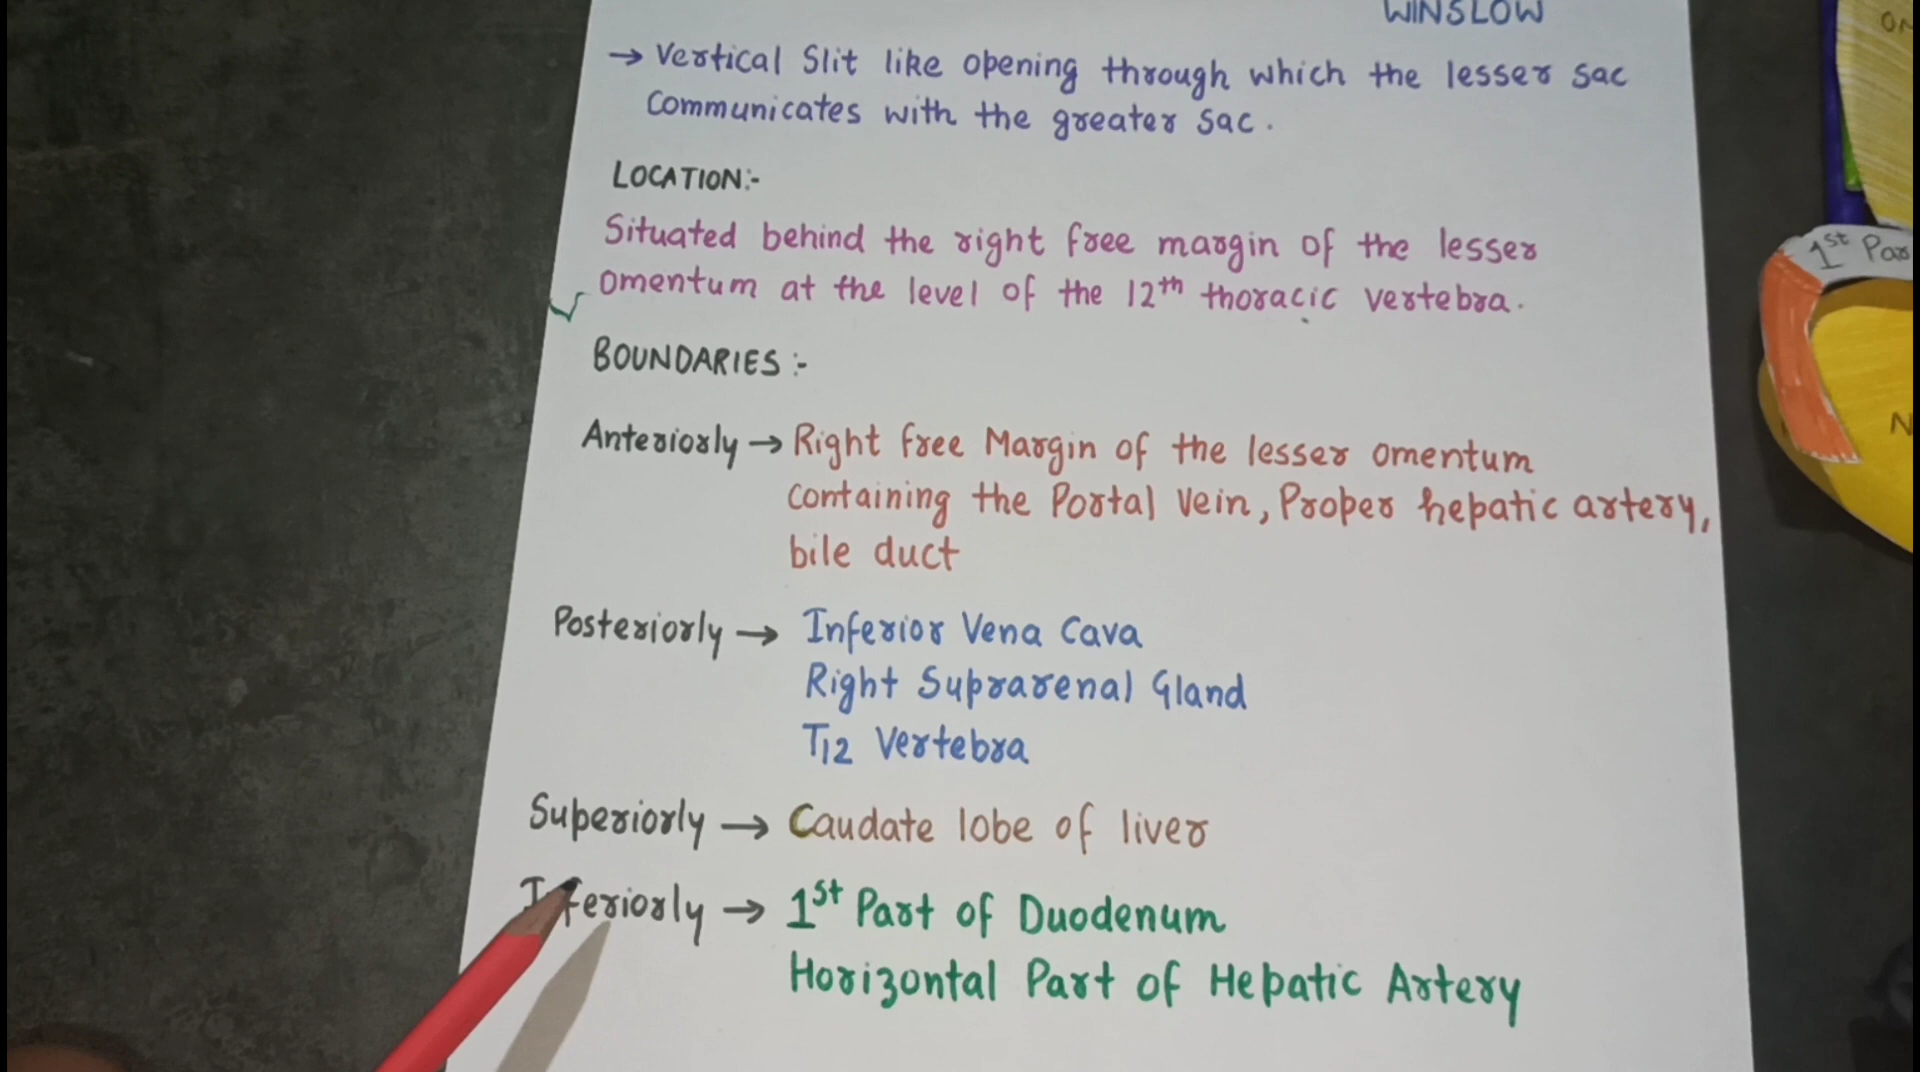 WINSLOW
→ Vertical Slit like opening through which the lesser sac
Communicates with the greater sac.
LOCATION:-
Situated behind the right free margin of the lesser
omentum at the level of the 12th thoracic vertebra.
BOUNDARIES :-
Anteriorly → Right free Margin of the lesser omentum
containing the Portal vein, Proper hepatic artery,
bile duct
Posteriorly → Inferior Vena Cava
Right Suprarenal Gland
T12 Vertebra
Superiorly → Caudate lobe of liver
Inferiorly → 1st Part of Duodenum
Horizontal Part of Hepatic Artery
1st Par
N